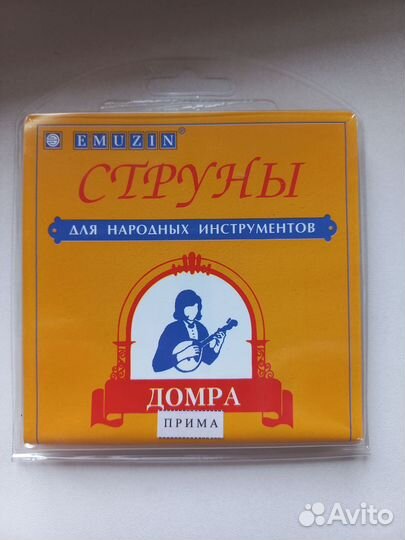 EMUZIN®
СТРУНЫ
ДЛЯ НАРОДНЫХ ИНСТРУМЕНТОВ
ДОМРА
ПРИМА
Avito